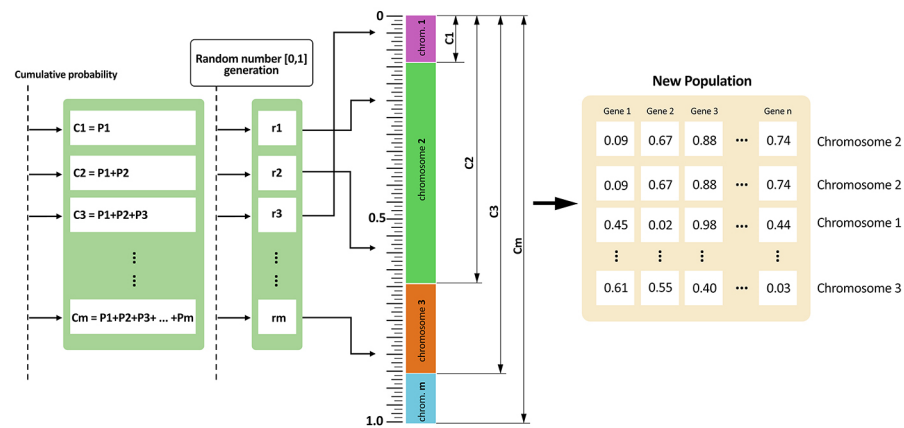 Cumulative probability
C1 = P1
C2 = P1+P2
C3 = P1+P2+P3
Cm = P1+P2+P3+ ... +Pm
Random number [0,1]
generation
r1
r2
r3
rm
0
0.5
1.0
chrom. 1
chromosome 2
chromosome 3
chrom. m
C1
C2
C3
Cm
New Population
Gene 1 Gene 2 Gene 3 Gene n
0.09 0.67 0.88 ... 0.74 Chromosome 2
0.09 0.67 0.88 ... 0.74 Chromosome 2
0.45 0.02 0.98 ... 0.44 Chromosome 1
0.61 0.55 0.40 ... 0.03 Chromosome 3